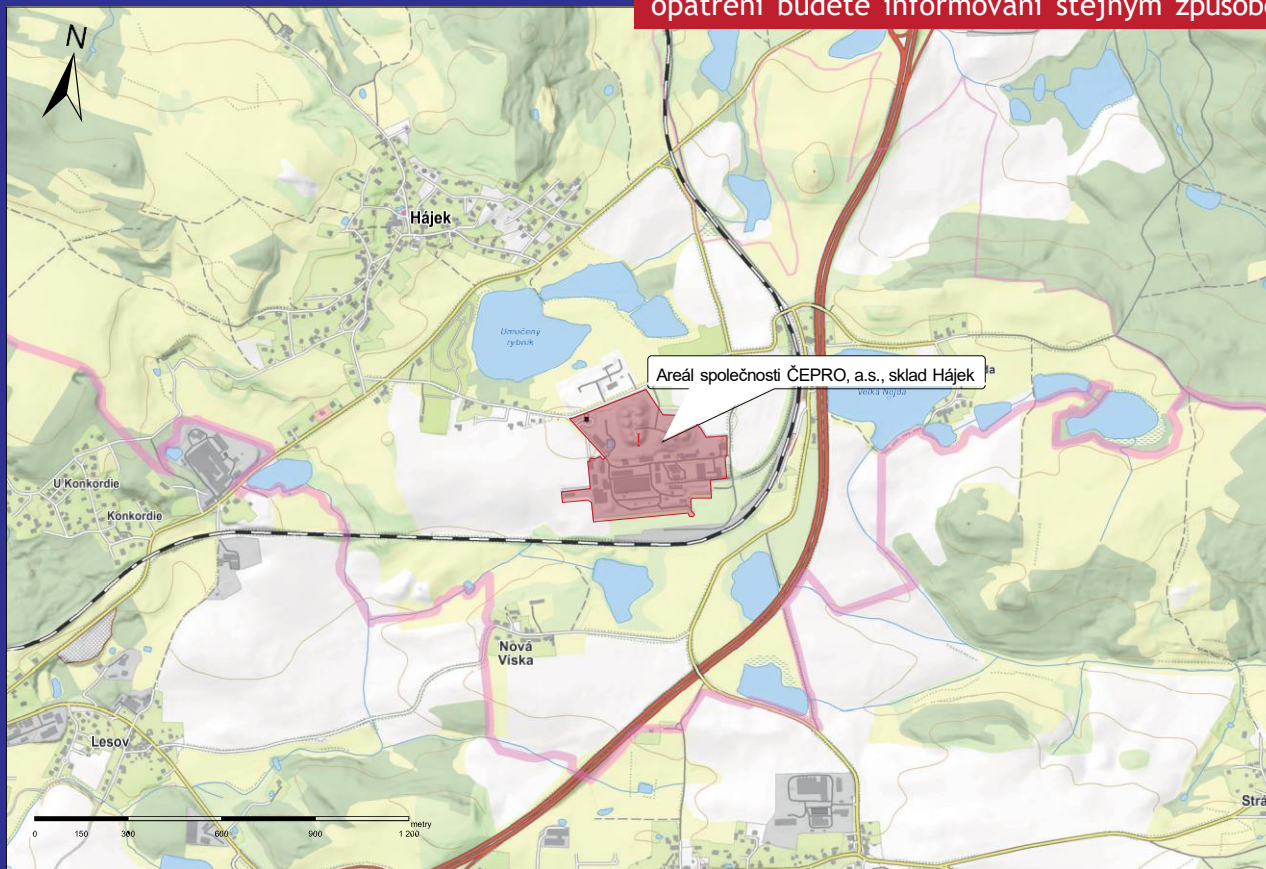 opatření budete informováni stejným způsobe
N
Hájek
Umučený
rybník
Areál společnosti ČEPRO, a.s., sklad Hájek
Velká Nejda
U Konkordie
Konkordie
Nová
Víska
Lesov
Strá
metry
0 150 300 600 900 1 200